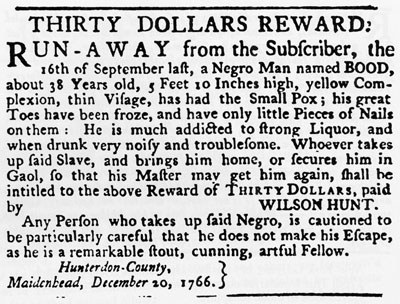 THIRTY DOLLARS REWARD:
RUN-AWAY from the Subſcriber, the
16th of September laſt, a Negro Man named BOOD,
about 38 Years old, 5 Feet 10 Inches high, yellow Com-
plexion, thin Viſage, has had the Small Pox; his great
Toes have been froze, and have only little Pieces of Nails
on them: He is much addicted to ſtrong Liquor, and
when drunk very noiſy and troubleſome. Whoever takes
up ſaid Slave, and brings him home, or ſecures him in
Gaol, ſo that his Maſter may get him again, ſhall be
intitled to the above Reward of THIRTY DOLLARS, paid
by WILSON HUNT.
Any Perſon who takes up ſaid Negro, is cautioned to
be particularly careful that he does not make his Eſcape,
as he is a remarkable ſtout, cunning, artful Fellow.
Hunterdon-County,
Maidenhead, December 20, 1766. }